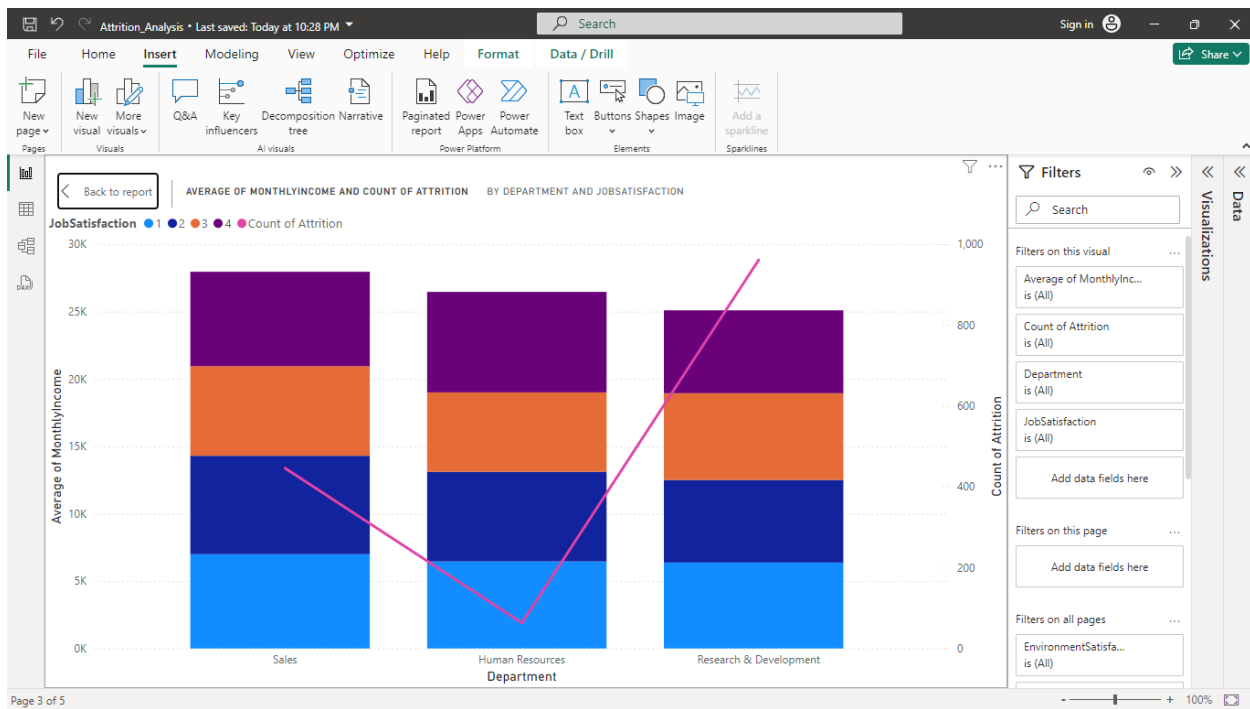 Attrition_Analysis • Last saved: Today at 10:28 PM
Search
Sign in
File Home Insert Modeling View Optimize Help Format Data / Drill
Share
New page
New visual
More visuals
Q&A
Key influencers
Decomposition tree
Narrative
Paginated report
Power Apps
Power Automate
Text box
Buttons
Shapes
Image
Add a sparkline
Pages
Visuals
AI visuals
Power Platform
Elements
Sparklines
Back to report
AVERAGE OF MONTHLYINCOME AND COUNT OF ATTRITION BY DEPARTMENT AND JOBSATISFACTION
JobSatisfaction 1 2 3 4 Count of Attrition
30K
25K
20K
15K
10K
5K
0K
Average of MonthlyIncome
1,000
800
600
400
200
0
Count of Attrition
Sales
Human Resources
Research & Development
Department
Filters
Search
Filters on this visual ...
Average of MonthlyInc...
is (All)
Count of Attrition
is (All)
Department
is (All)
JobSatisfaction
is (All)
Add data fields here
Filters on this page ...
Add data fields here
Filters on all pages ...
EnvironmentSatisfa...
is (All)
Visualizations
Data
Page 3 of 5
- + 100%